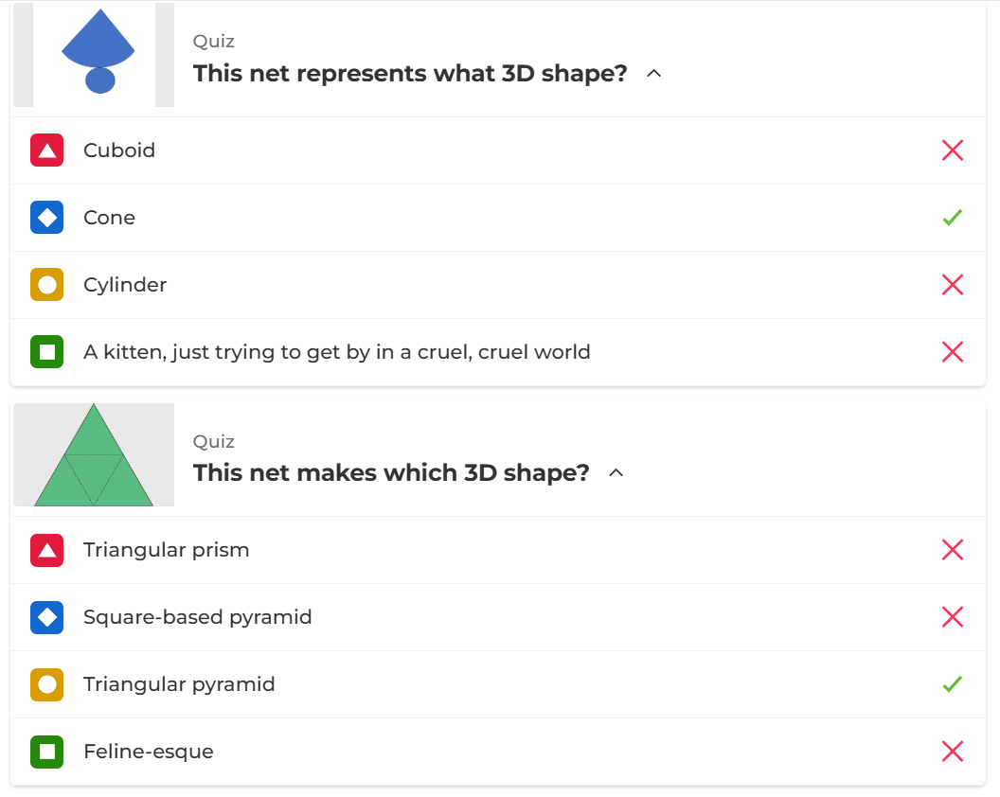 Quiz
This net represents what 3D shape?
Cuboid
Cone
Cylinder
A kitten, just trying to get by in a cruel, cruel world
Quiz
This net makes which 3D shape?
Triangular prism
Square-based pyramid
Triangular pyramid
Feline-esque